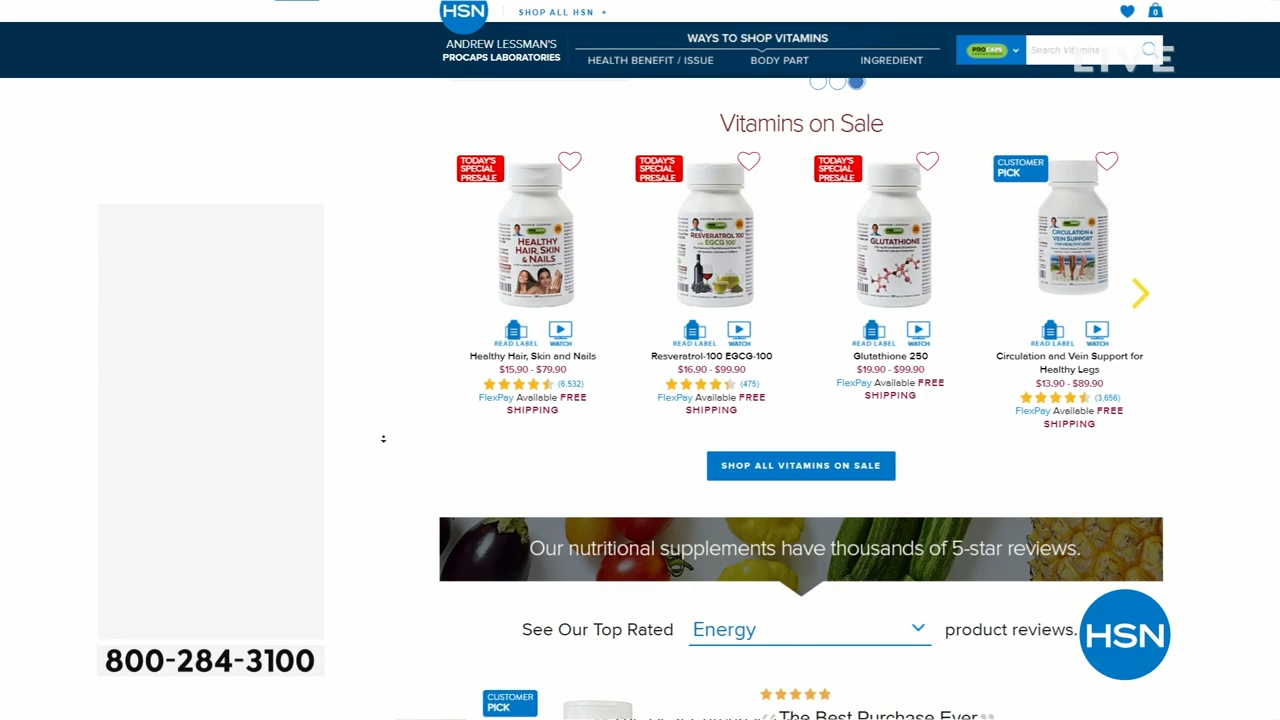 HSN
SHOP ALL HSN +
0
ANDREW LESSMAN'S
PROCAPS LABORATORIES
WAYS TO SHOP VITAMINS
HEALTH BENEFIT / ISSUE
BODY PART
INGREDIENT
PROCAPS
Search Vitamins
LIVE
Vitamins on Sale
TODAY'S
SPECIAL
PRESALE
TODAY'S
SPECIAL
PRESALE
TODAY'S
SPECIAL
PRESALE
CUSTOMER
PICK
HEALTHY
HAIR, SKIN
& NAILS
RESVERATROL 100
EGCG 100
GLUTATHIONE
CIRCULATION &
VEIN SUPPORT
FOR HEALTHY LEGS
READ LABEL
WATCH
READ LABEL
WATCH
READ LABEL
WATCH
READ LABEL
WATCH
Healthy Hair, Skin and Nails
$15.90 - $79.90
(6,532)
FlexPay Available FREE
SHIPPING
Resveratrol-100 EGCG-100
$16.90 - $99.90
(475)
FlexPay Available FREE
SHIPPING
Glutathione 250
$19.90 - $99.90
FlexPay Available FREE
SHIPPING
Circulation and Vein Support for
Healthy Legs
$13.90 - $89.90
(3,656)
FlexPay Available FREE
SHIPPING
SHOP ALL VITAMINS ON SALE
Our nutritional supplements have thousands of 5-star reviews.
See Our Top Rated Energy product reviews.
HSN
800-284-3100
CUSTOMER
PICK
“The Best Purchase Ever”